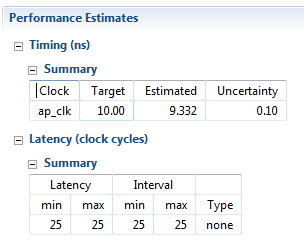 Performance Estimates
Timing (ns)
Summary
Clock Target Estimated Uncertainty
ap_clk 10.00 9.332 0.10
Latency (clock cycles)
Summary
Latency Interval
min max min max Type
25 25 25 25 none